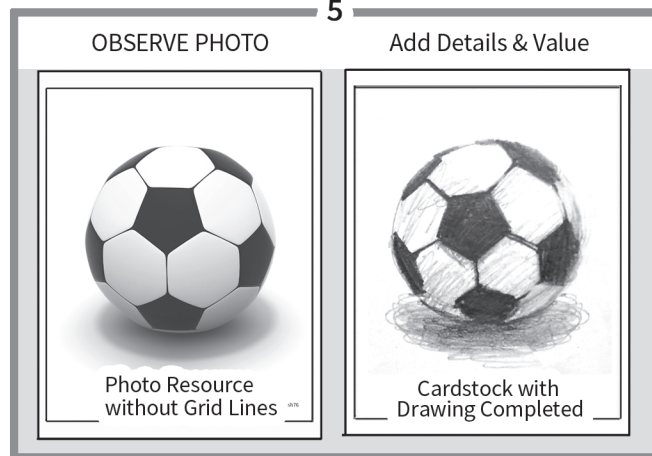 5
OBSERVE PHOTO
Add Details & Value
Photo Resource
without Grid Lines
Cardstock with
Drawing Completed